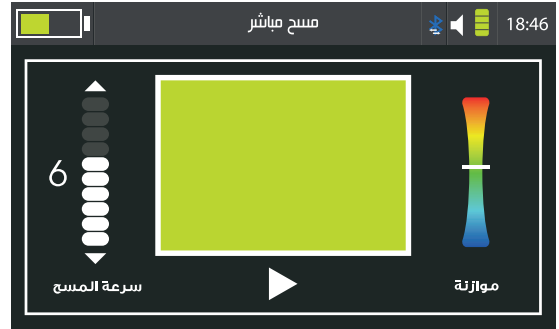 مسح مباشر
18:46
6
سرعة المسح
موازنة